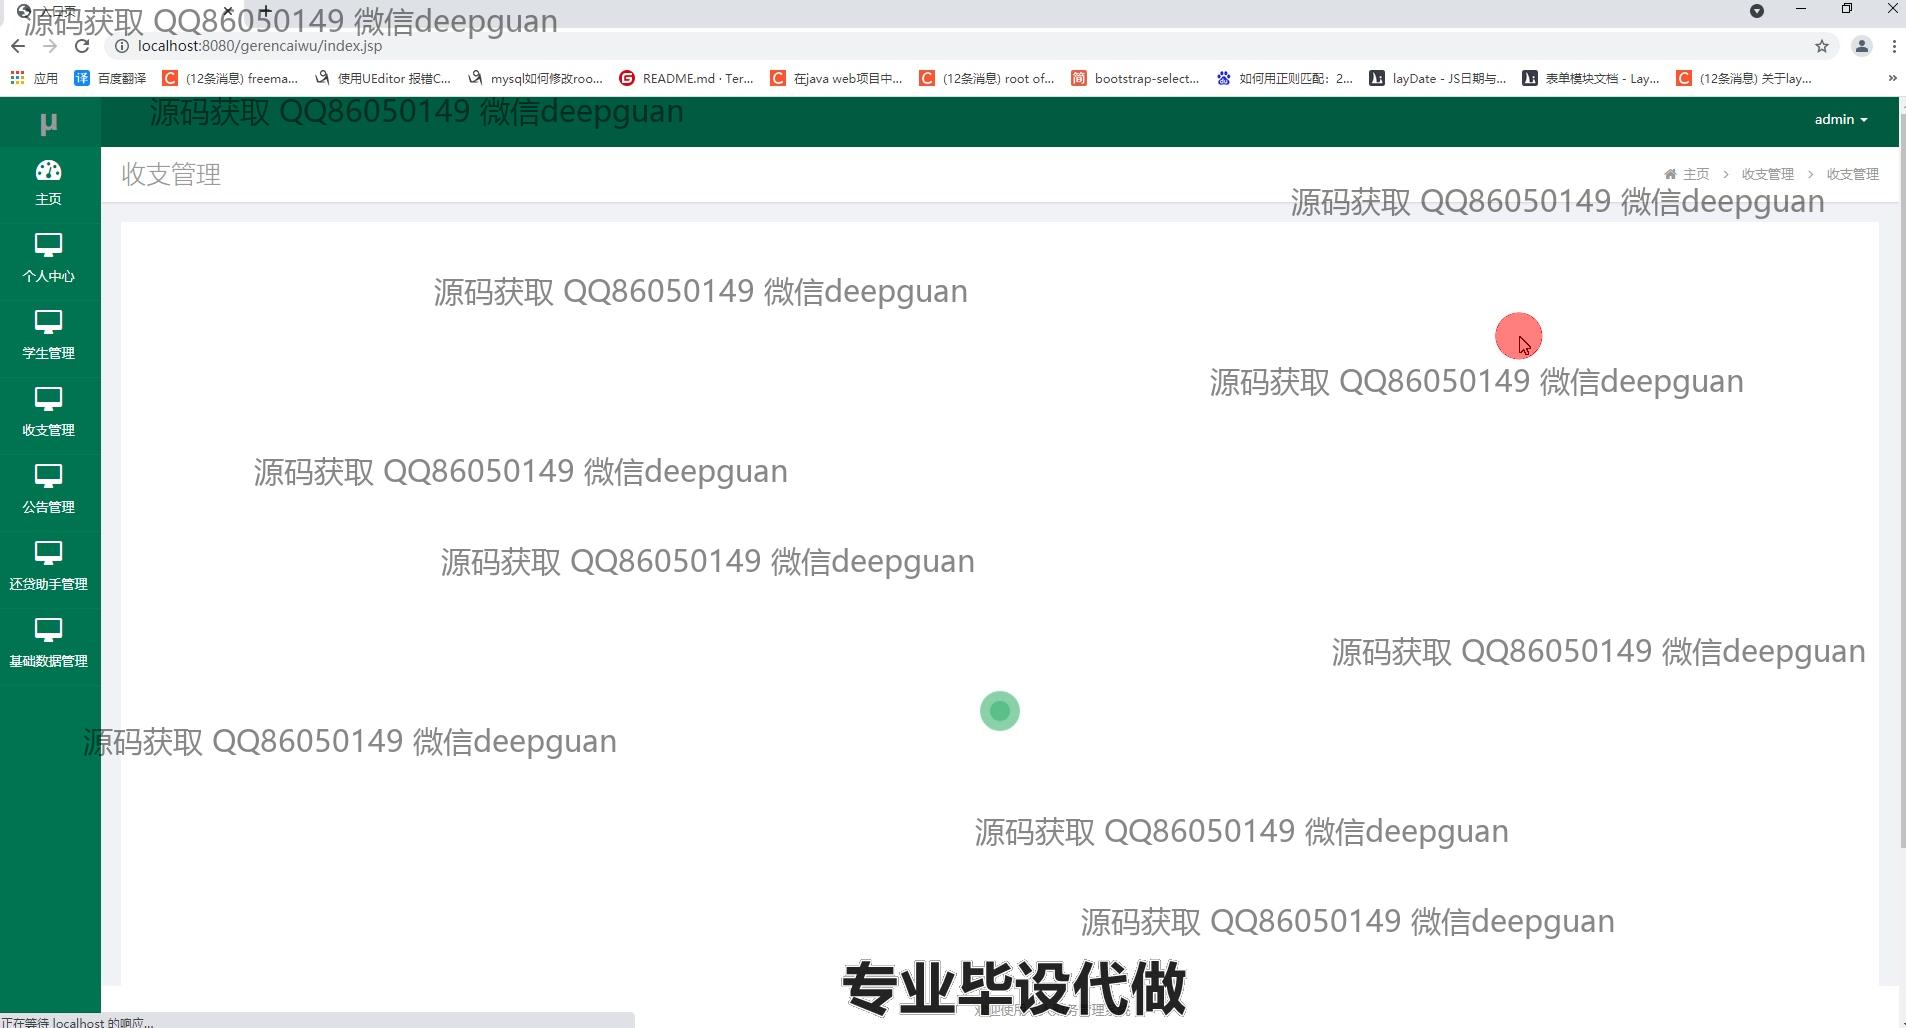 源码获取 QQ86050149 微信deepguan
localhost:8080/gerencaiwu/index.jsp
应用
百度翻译
(12条消息) freema...
使用UEditor 报错C...
mysql如何修改roo...
README.md · Ter...
在java web项目中...
(12条消息) root of...
bootstrap-select...
如何用正则匹配：2...
layDate - JS日期与...
表单模块文档 - Lay...
(12条消息) 关于lay...
»
μ
源码获取 QQ86050149 微信deepguan
admin
收支管理
主页 > 收支管理 > 收支管理
源码获取 QQ86050149 微信deepguan
主页
个人中心
学生管理
收支管理
公告管理
还贷助手管理
基础数据管理
源码获取 QQ86050149 微信deepguan
源码获取 QQ86050149 微信deepguan
源码获取 QQ86050149 微信deepguan
源码获取 QQ86050149 微信deepguan
源码获取 QQ86050149 微信deepguan
源码获取 QQ86050149 微信deepguan
源码获取 QQ86050149 微信deepguan
源码获取 QQ86050149 微信deepguan
专业毕设代做
正在等待 localhost 的响应...